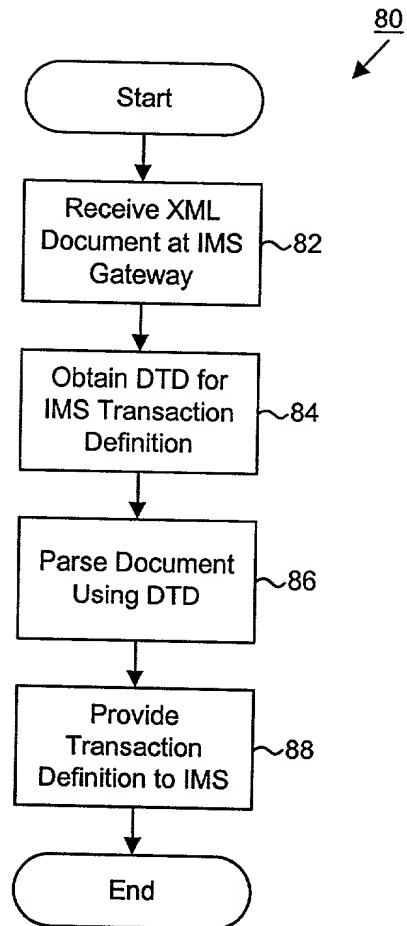 80
Start
Receive XML
Document at IMS
Gateway
82
Obtain DTD for
IMS Transaction
Definition
84
Parse Document
Using DTD
86
Provide
Transaction
Definition to IMS
88
End